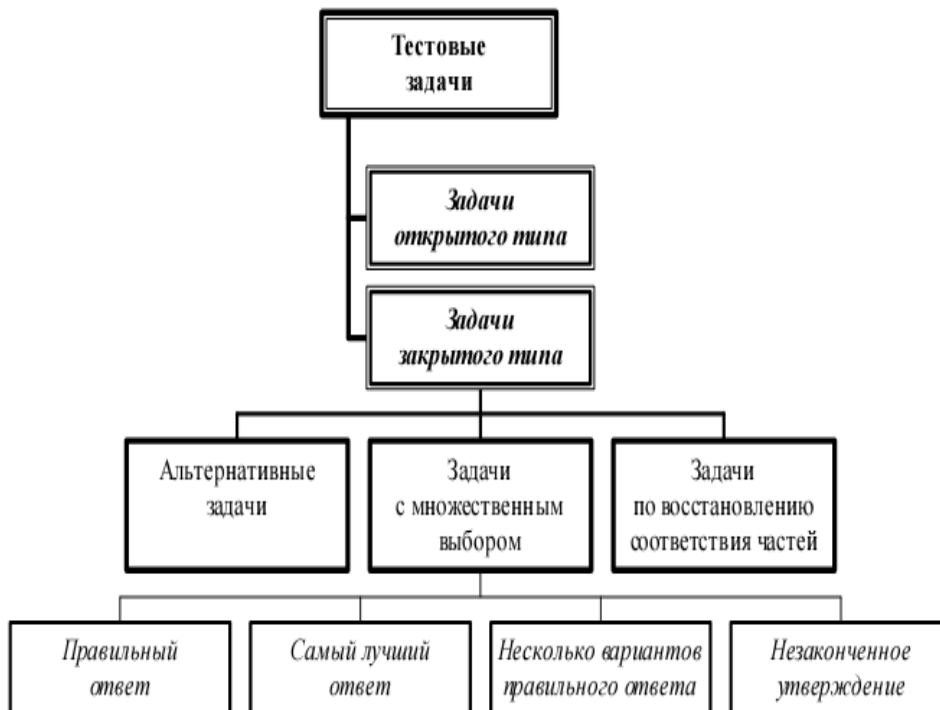 Тестовые
задачи
Задачи
открытого типа
Задачи
закрытого типа
Альтернативные
задачи
Задачи
с множественным
выбором
Задачи
по восстановлению
соответствия частей
Правильный
ответ
Самый лучший
ответ
Несколько вариантов
правильного ответа
Незаконченное
утверждение